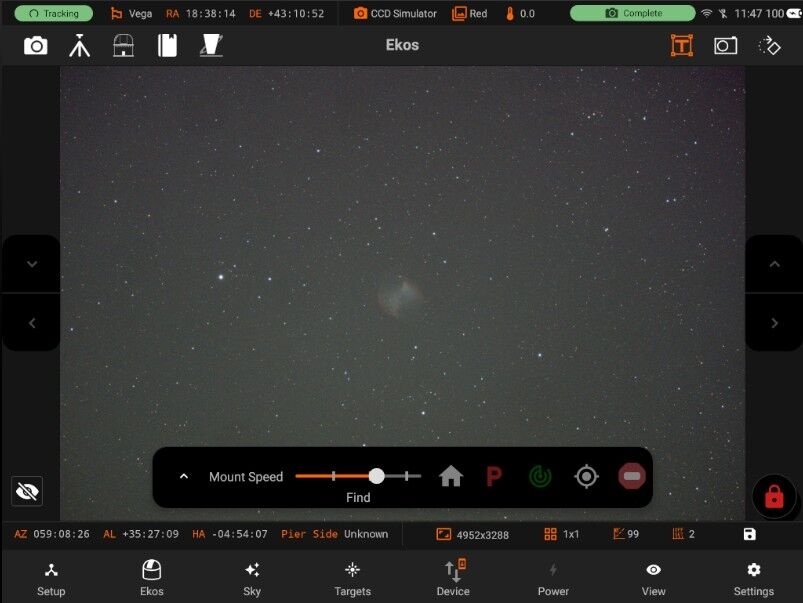 Tracking Vega RA 18:38:14 DE +43:10:52 CCD Simulator Red 0.0 Complete 11:47 100
Ekos
T
Mount Speed P
Find
AZ 059:08:26 AL +35:27:09 HA -04:54:07 Pier Side Unknown 4952x3288 1x1 99 2
Setup Ekos Sky Targets Device Power View Settings